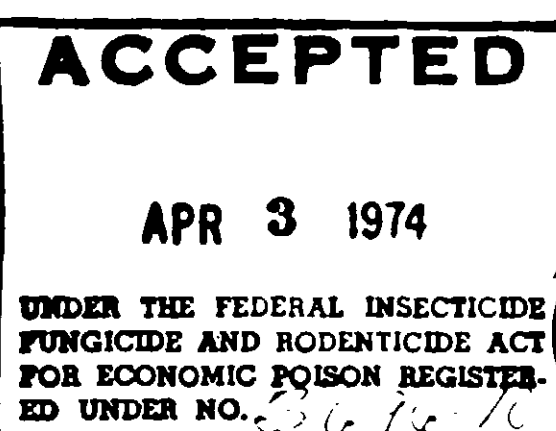 ACCEPTED
APR 3 1974
UNDER THE FEDERAL INSECTICIDE
FUNGICIDE AND RODENTICIDE ACT
FOR ECONOMIC POISON REGISTER-
ED UNDER NO.